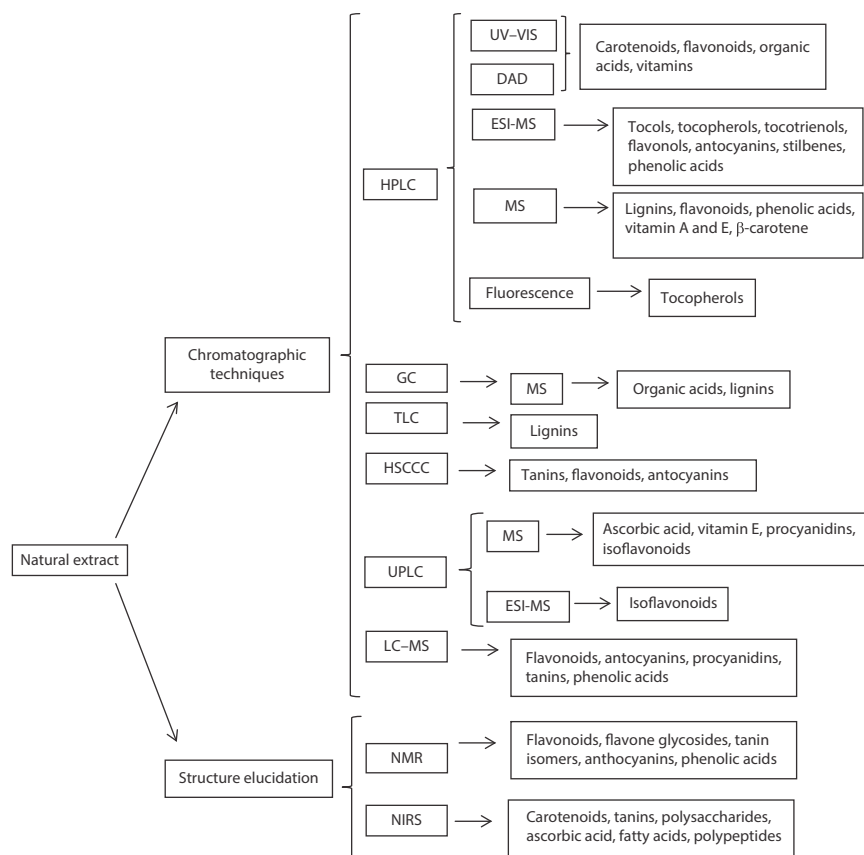 UV–VIS
DAD
Carotenoids, flavonoids, organic
acids, vitamins
ESI-MS
Tocols, tocopherols, tocotrienols,
flavonols, antocyanins, stilbenes,
phenolic acids
HPLC
MS
Lignins, flavonoids, phenolic acids,
vitamin A and E, β-carotene
Fluorescence
Tocopherols
Chromatographic
techniques
GC
MS
Organic acids, lignins
TLC
Lignins
HSCCC
Tanins, flavonoids, antocyanins
Natural extract
UPLC
MS
Ascorbic acid, vitamin E, procyanidins,
isoflavonoids
ESI-MS
Isoflavonoids
LC–MS
Flavonoids, antocyanins, procyanidins,
tanins, phenolic acids
Structure elucidation
NMR
Flavonoids, flavone glycosides, tanin
isomers, anthocyanins, phenolic acids
NIRS
Carotenoids, tanins, polysaccharides,
ascorbic acid, fatty acids, polypeptides